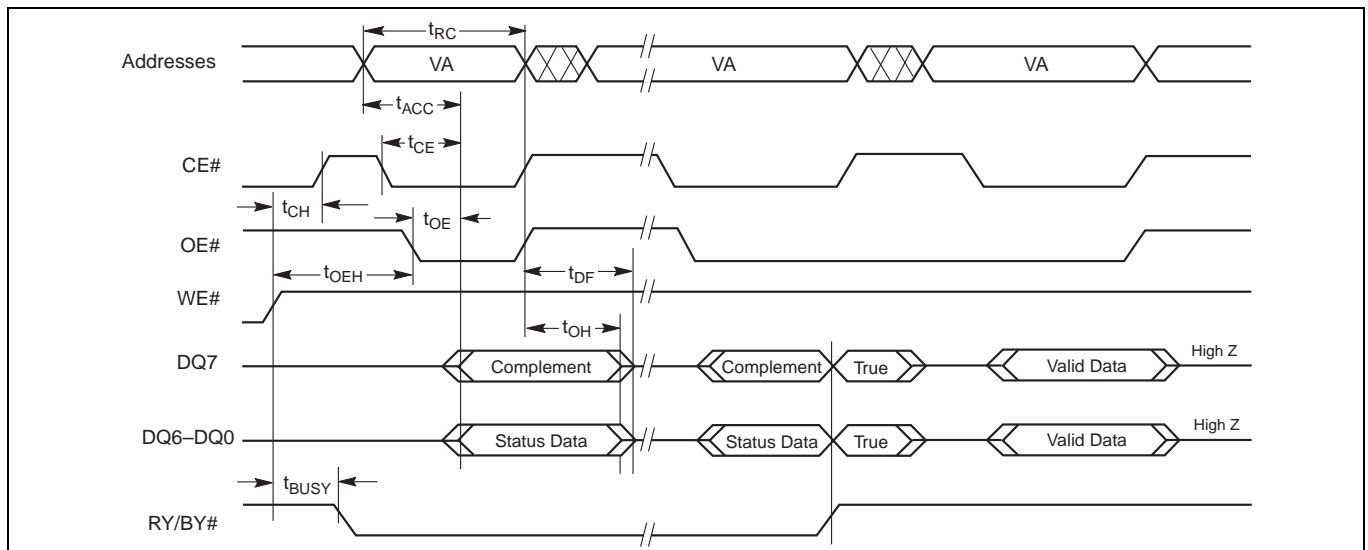 tRC
Addresses VA VA VA
tACC
tCE
CE#
tCH tOE
OE#
tOEH tDF
WE#
tOH
DQ7 Complement Complement True Valid Data High Z
DQ6–DQ0 Status Data Status Data True Valid Data High Z
tBUSY
RY/BY#